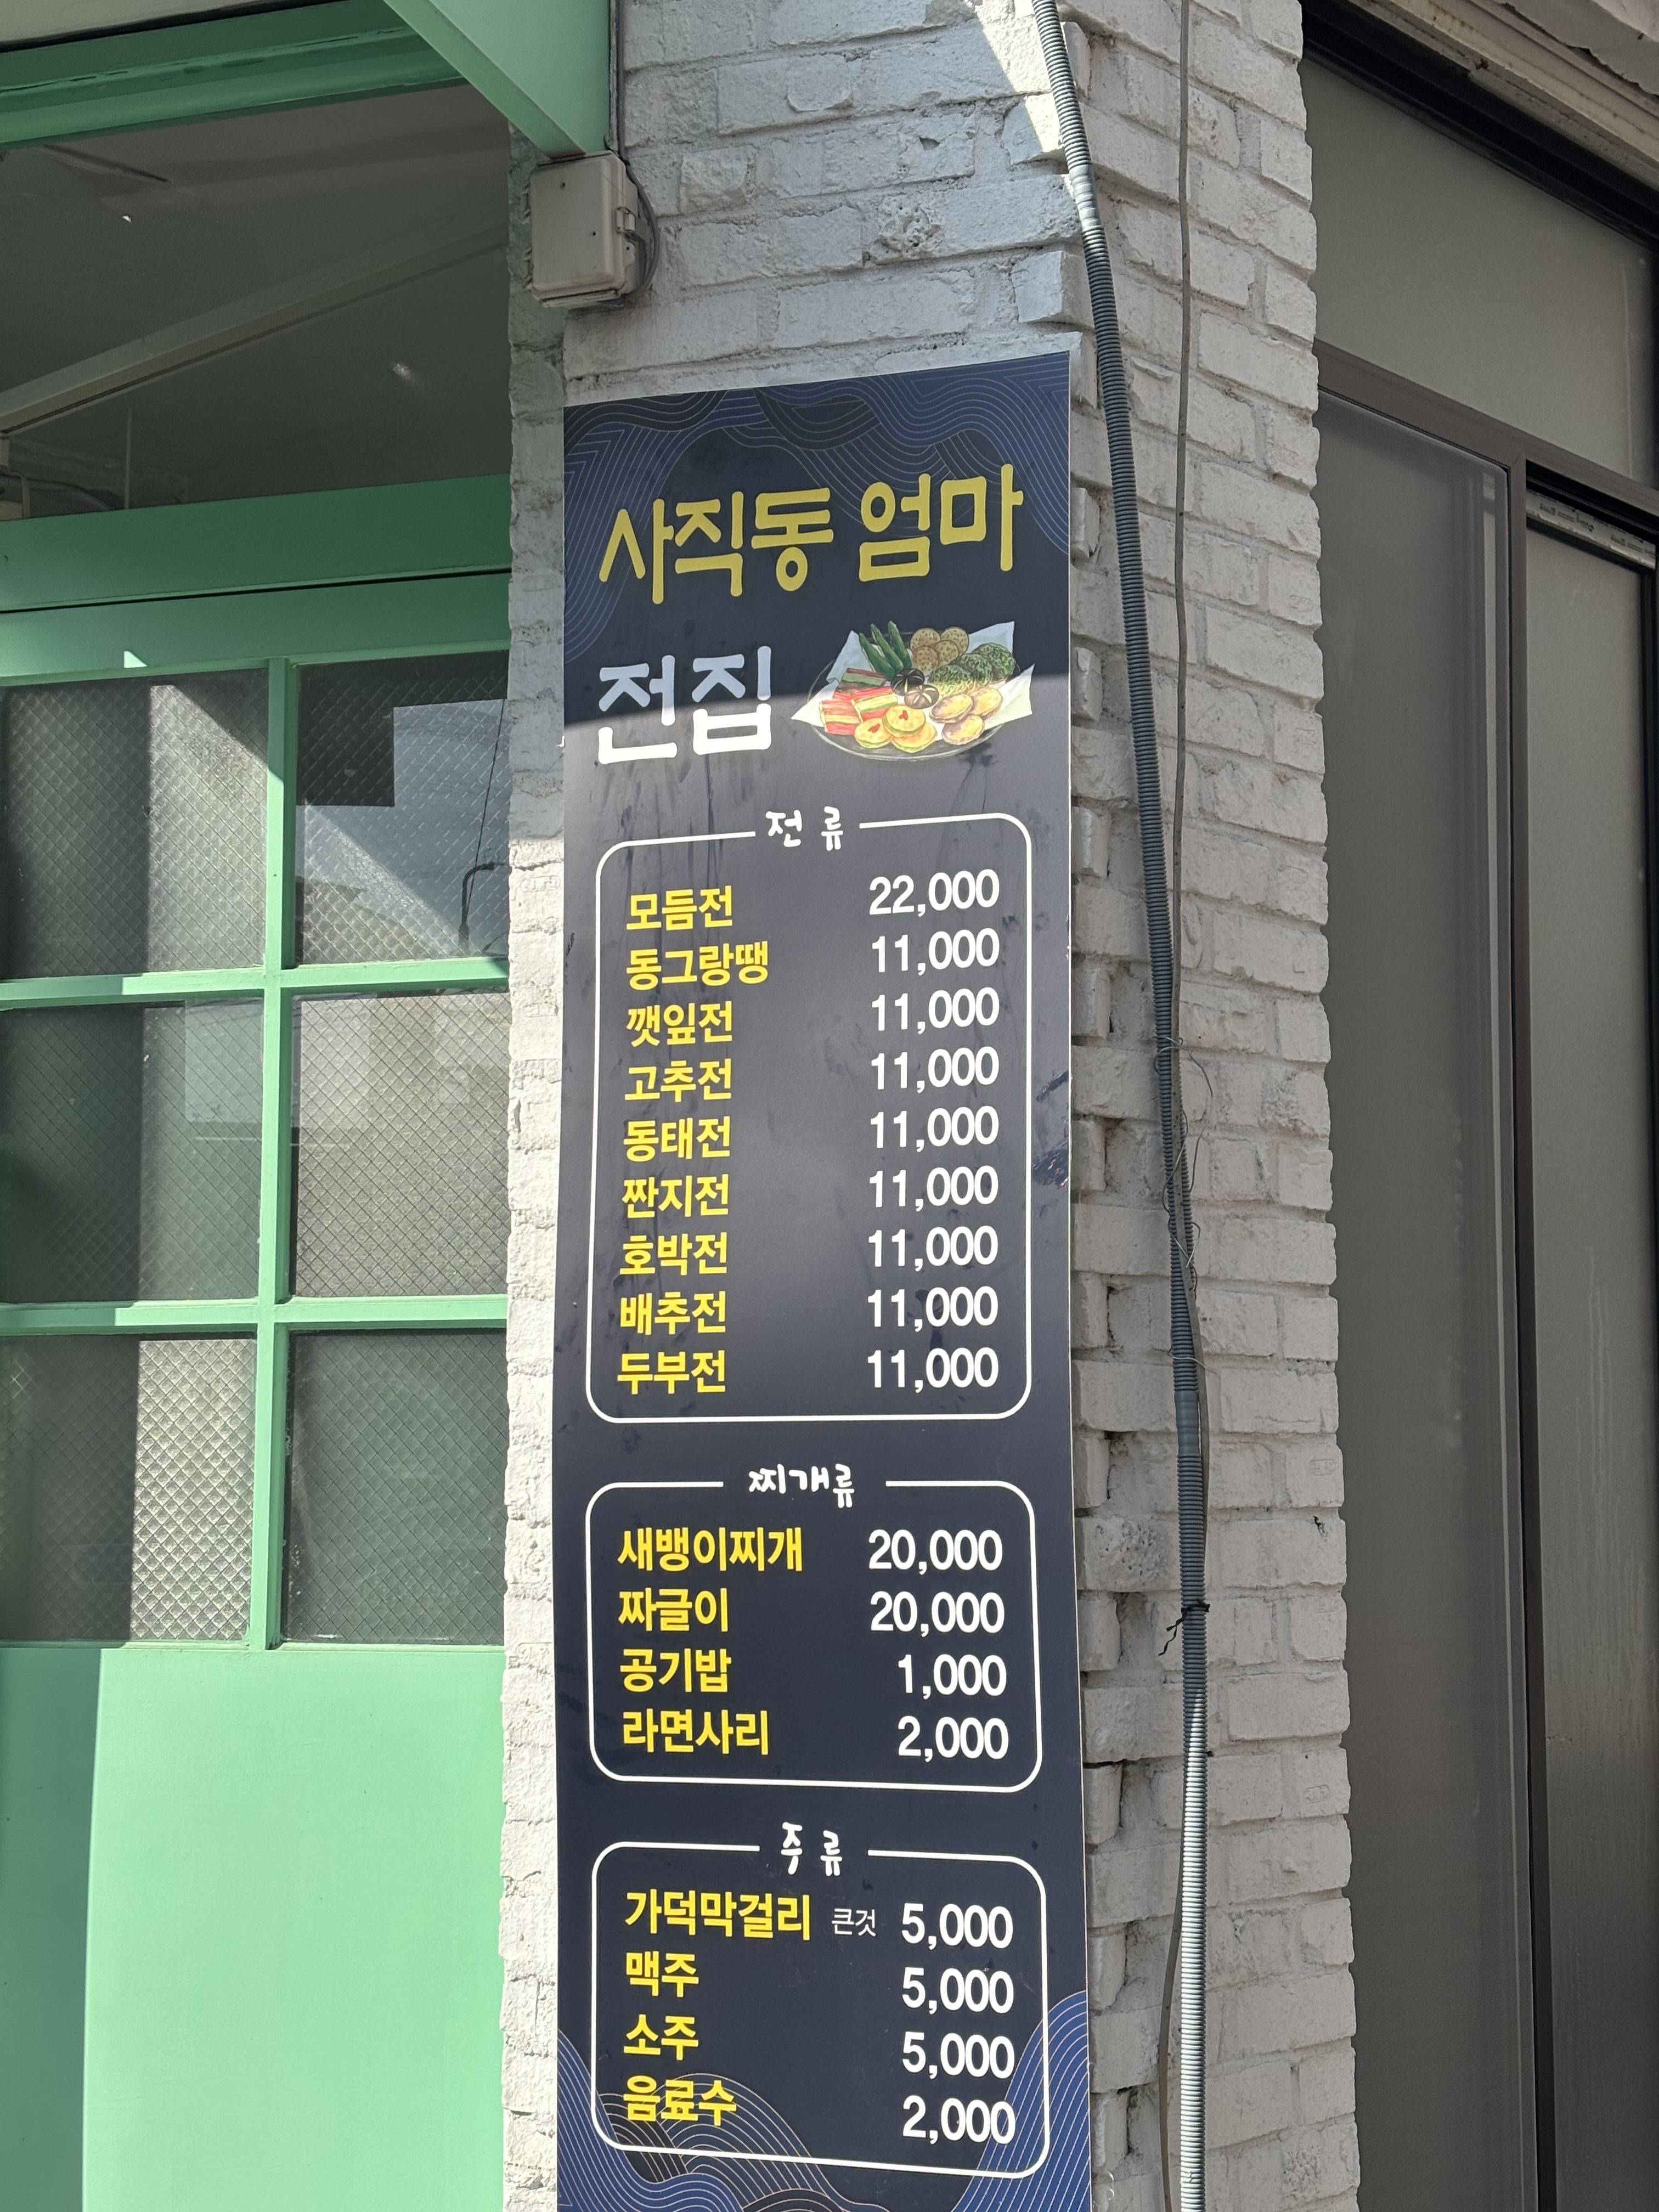 사직동 엄마
전집
전류
모듬전 22,000
동그랑땡 11,000
깻잎전 11,000
고추전 11,000
동태전 11,000
짠지전 11,000
호박전 11,000
배추전 11,000
두부전 11,000
찌개류
새뱅이찌개 20,000
짜글이 20,000
공기밥 1,000
라면사리 2,000
주류
가덕막걸리 큰것 5,000
맥주 5,000
소주 5,000
음료수 2,000